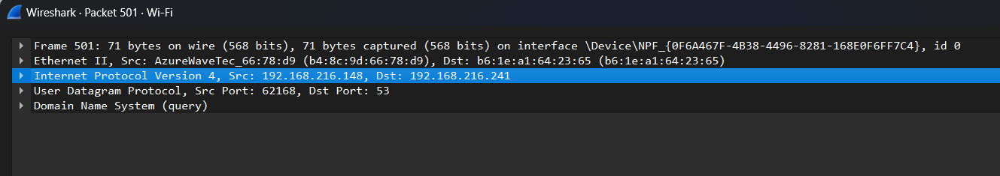 Wireshark · Packet 501 · Wi-Fi
Frame 501: 71 bytes on wire (568 bits), 71 bytes captured (568 bits) on interface \Device\NPF_{0F6A467F-4B38-4496-8281-168E0F6FF7C4}, id 0
Ethernet II, Src: AzureWaveTec_66:78:d9 (b4:8c:9d:66:78:d9), Dst: b6:1e:a1:64:23:65 (b6:1e:a1:64:23:65)
Internet Protocol Version 4, Src: 192.168.216.148, Dst: 192.168.216.241
User Datagram Protocol, Src Port: 62168, Dst Port: 53
Domain Name System (query)